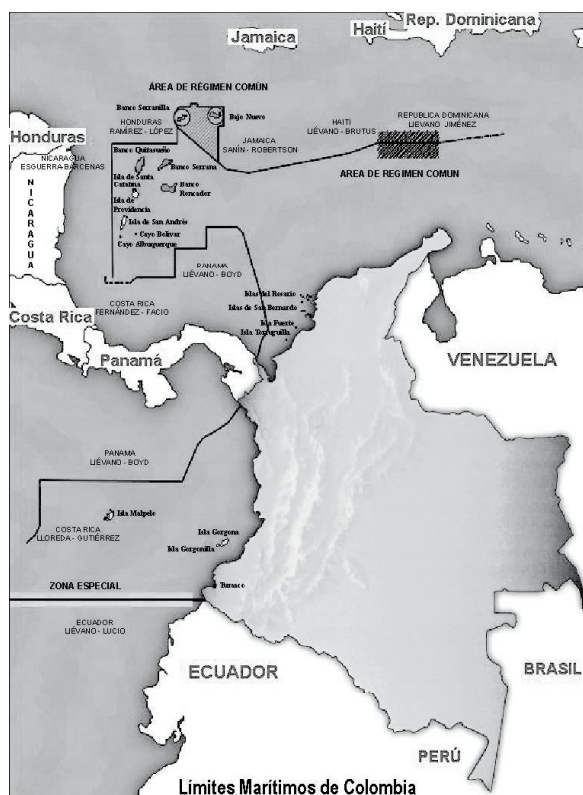 Rep. Dominicana
Haití
Jamaica
ÁREA DE RÉGIMEN COMÚN
Banco Serranilla
Bajo Nuevo
HONDURAS
RAMÍREZ - LÓPEZ
HAITI
LIÉVANO - BRUTUS
REPUBLICA DOMINICANA
LIEVANO JIMÉNEZ
Honduras
NICARAGUA
ESGUERRA-BARCENAS
JAMAICA
SANÍN - ROBERTSON
Banco Quitasueño
Banco Serrana
AREA DE REGIMEN COMUN
Isla de Santa
Catalina
Banco
Roncador
Isla de
Providencia
NICARAGUA
Isla de San Andrés
Cayo Bolívar
Cayo Albuquerque
PANAMA
LIÉVANO - BOYD
COSTA RICA
FERNÁNDEZ - FACIO
Islas del Rosario
Islas de San Bernardo
Isla Fuerte
Isla Tortuguilla
Costa Rica
Panamá
VENEZUELA
PANAMA
LIÉVANO - BOYD
Isla Malpelo
COSTA RICA
LLOREDA - GUTIÉRREZ
Isla Gorgona
Isla Gorgonilla
ZONA ESPECIAL
Tumaco
ECUADOR
LIÉVANO - LUCIO
ECUADOR
BRASIL
PERÚ
Límites Marítimos de Colombia